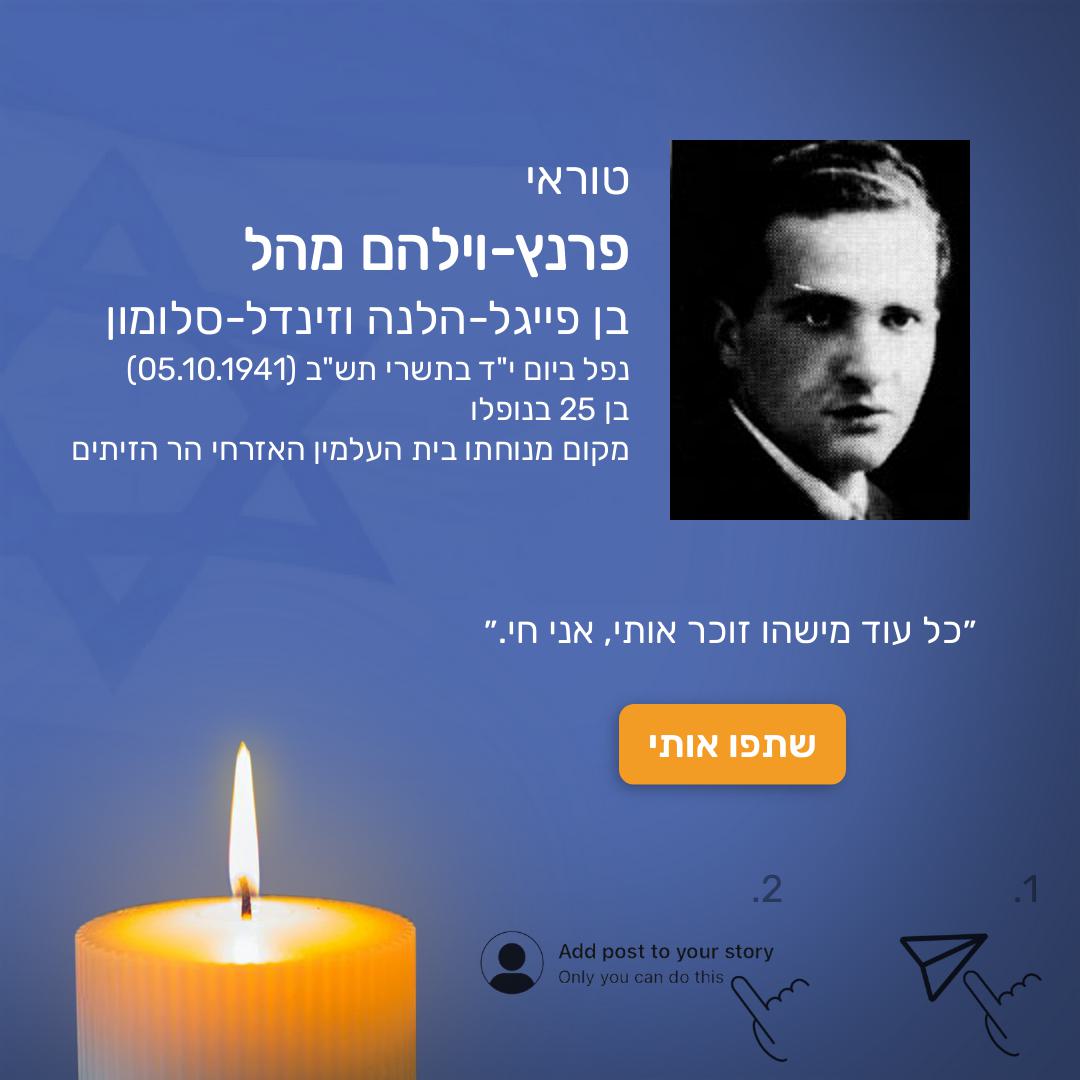 טוראי
פרנץ-וילהם מהל
בן פייגל-הלנה וזינדל-סלומון
נפל ביום י"ד בתשרי תש"ב (05.10.1941)
בן 25 בנופלו
מקום מנוחתו בית העלמין האזרחי הר הזיתים
״כל עוד מישהו זוכר אותי, אני חי.״
שתפו אותי
.1
.2
Add post to your story
Only you can do this